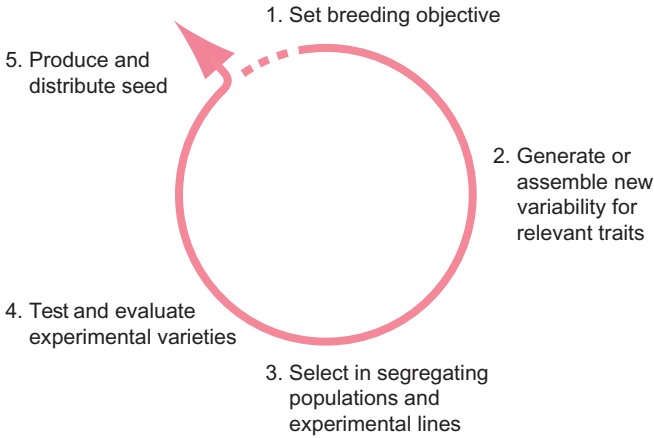 1. Set breeding objective
2. Generate or
assemble new
variability for
relevant traits
3. Select in segregating
populations and
experimental lines
4. Test and evaluate
experimental varieties
5. Produce and
distribute seed